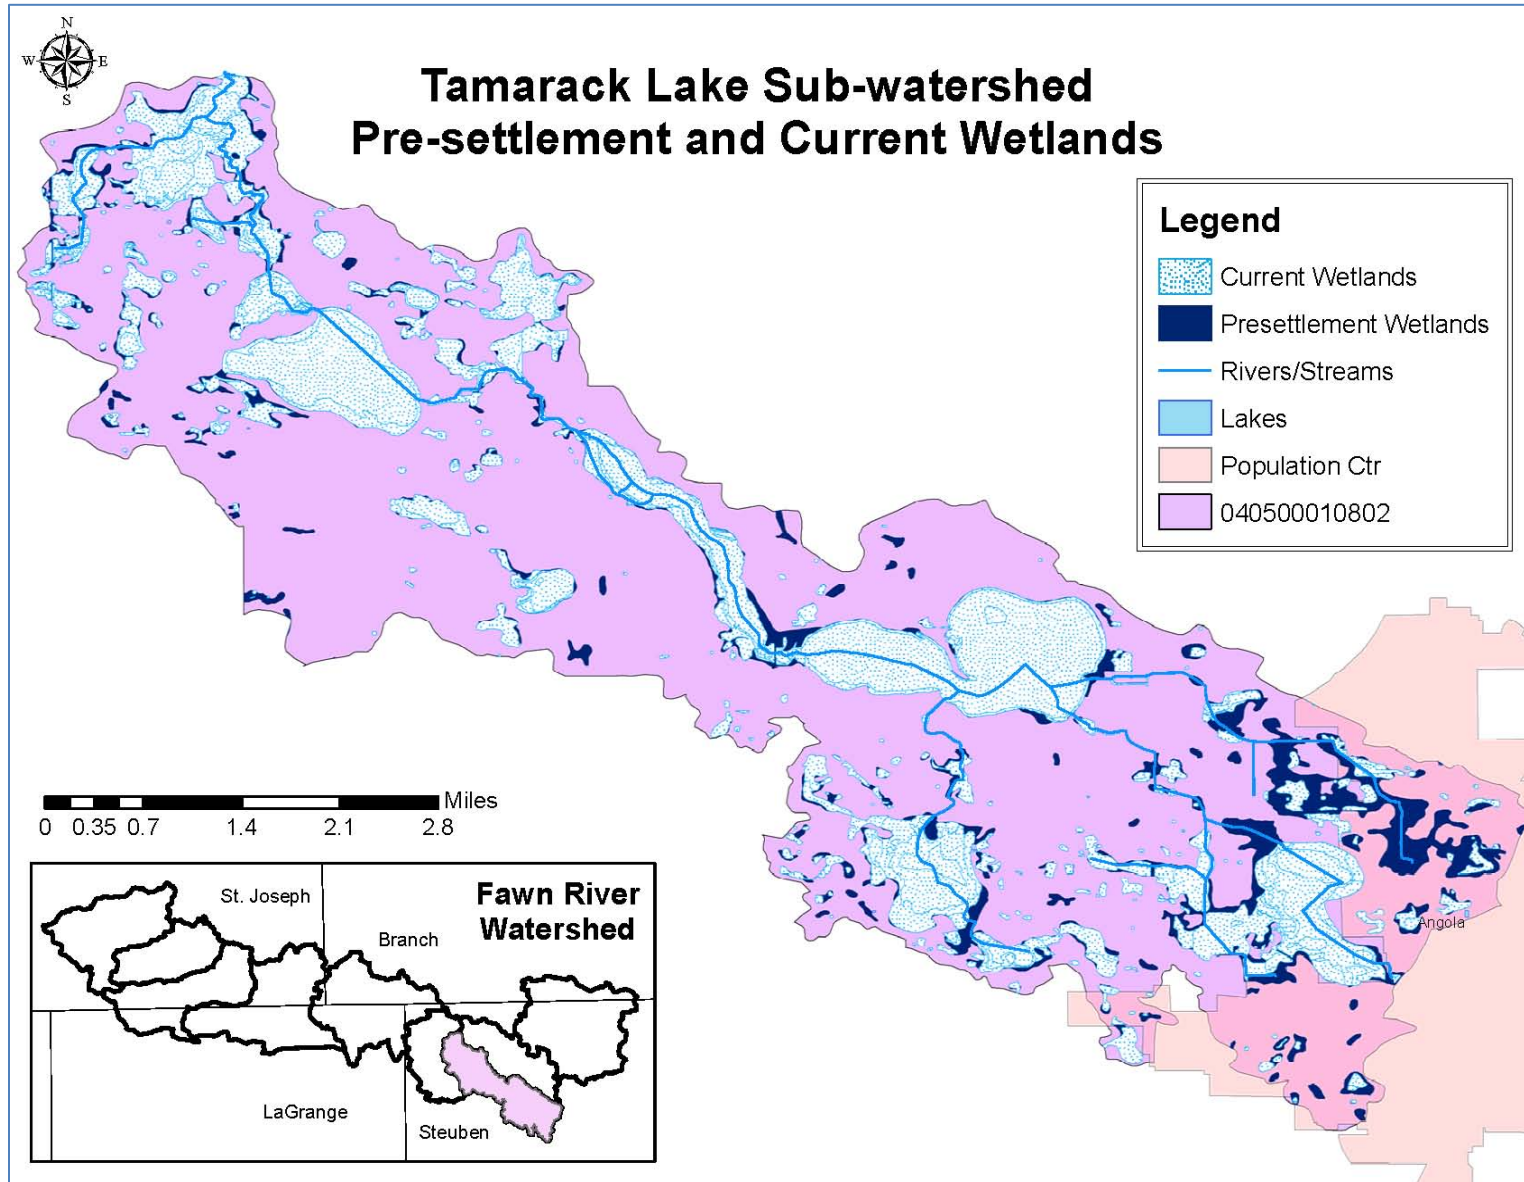 N
W E
S
Tamarack Lake Sub-watershed
Pre-settlement and Current Wetlands
Legend
Current Wetlands
Presettlement Wetlands
Rivers/Streams
Lakes
Population Ctr
040500010802
Angola
Miles
0 0.35 0.7 1.4 2.1 2.8
Fawn River
Watershed
St. Joseph
Branch
LaGrange
Steuben